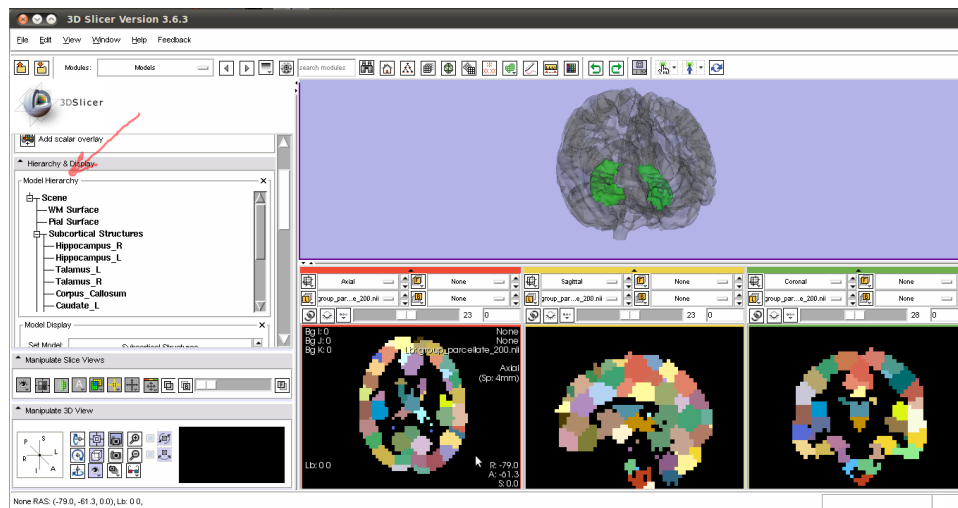 3D Slicer Version 3.6.3
File Edit View Window Help Feedback
Modules: Models search modules
3DSlicer
Add scalar overlay
Hierarchy & Display
Model Hierarchy
Scene
WM Surface
Pial Surface
Subcortical Structures
Hippocampus_R
Hippocampus_L
Talamus_L
Talamus_R
Corpus_Callosum
Caudate_L
Model Display
Set Model: Subcortical Structures
Manipulate Slice Views
Manipulate 3D View
P S
R L
I A
Axial None
group_par...e_200.nii None
23 0
Sagittal None
group_par...e_200.nii None
23 0
Coronal None
group_par...e_200.nii None
28 0
Bg I: 0 None
Bg J: 0 None
Bg K: 0 Lb: group_parcellate_200.nii
Axial
(Sp: 4mm)
Lb: 0 0 R: -79.0
A: -61.3
S: 0.0
None RAS: (-79.0, -61.3, 0.0), Lb: 0 0,